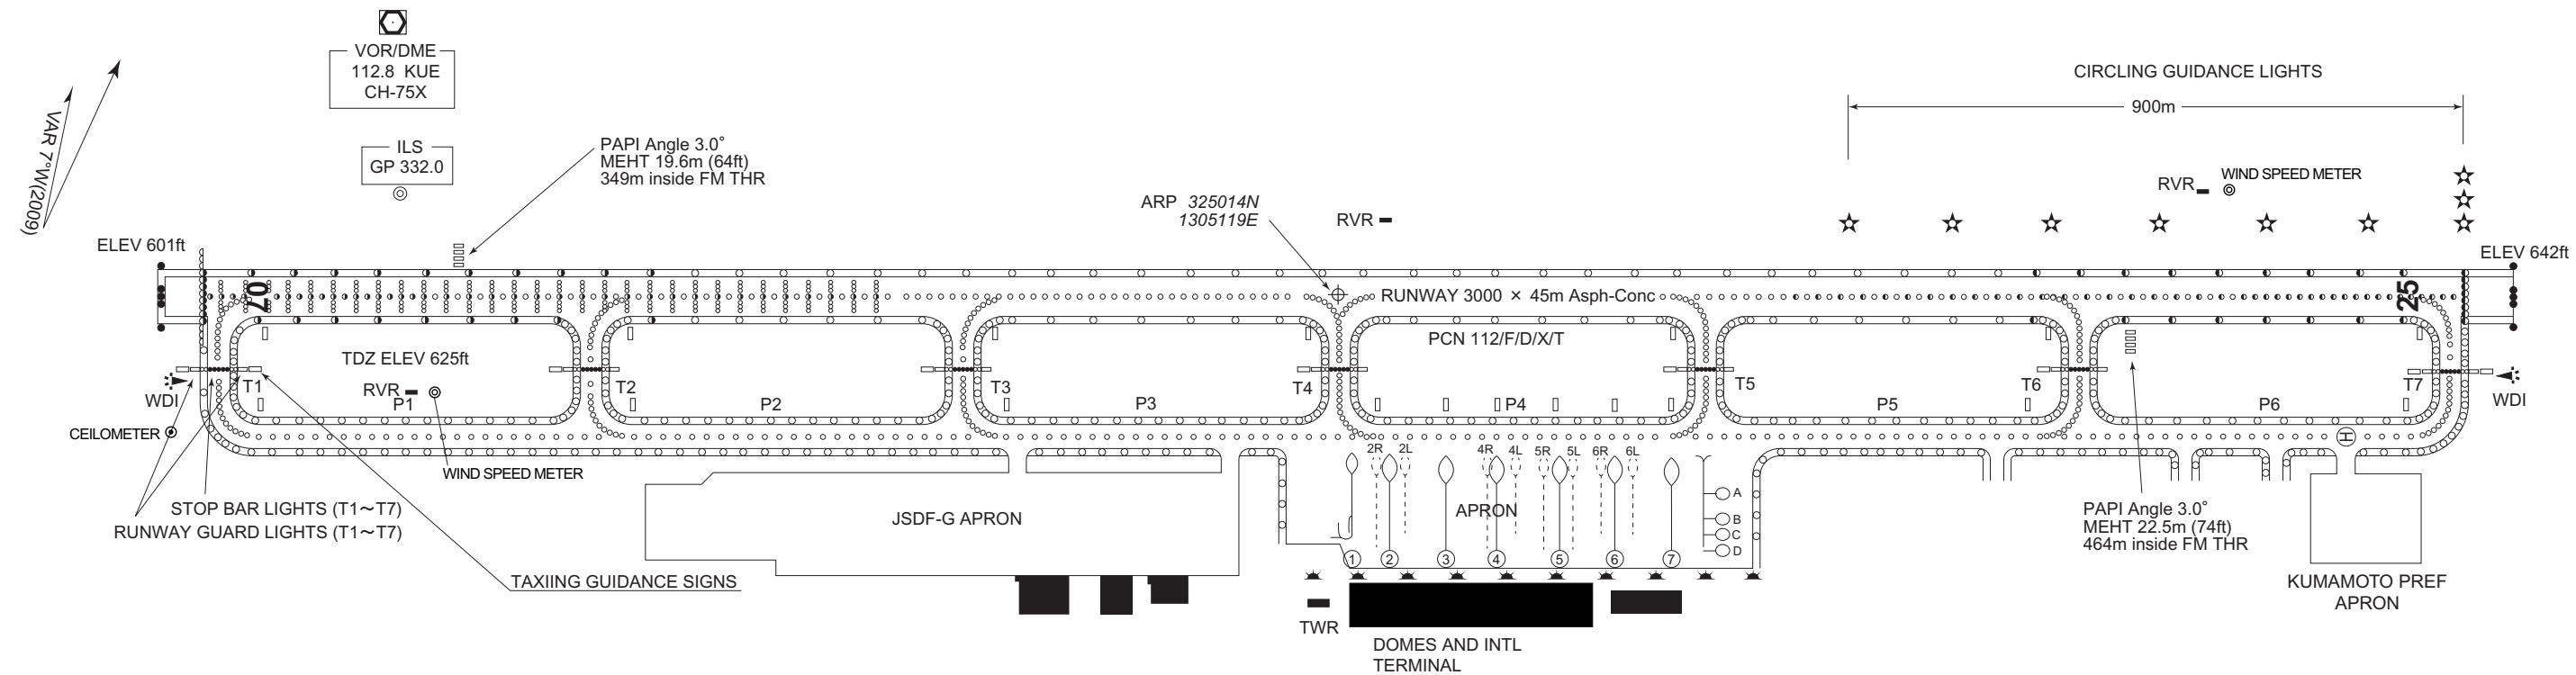 VOR/DME
112.8 KUE
CH-75X
VAR 7°W(2009)
CIRCLING GUIDANCE LIGHTS
900m
ILS
GP 332.0
PAPI Angle 3.0°
MEHT 19.6m (64ft)
349m inside FM THR
ARP 325014N
1305119E
RVR
RVR
WIND SPEED METER
ELEV 601ft
ELEV 642ft
07
RUNWAY 3000 × 45m Asph-Conc
25
PCN 112/F/D/X/T
TDZ ELEV 625ft
T1
T2
T3
T4
T5
T6
T7
WDI
RVR
P1
P2
P3
P4
P5
P6
WDI
CEILOMETER
H
WIND SPEED METER
2R
2L
4R
4L
5R
5L
6R
6L
A
B
C
D
STOP BAR LIGHTS (T1～T7)
RUNWAY GUARD LIGHTS (T1～T7)
JSDF-G APRON
APRON
PAPI Angle 3.0°
MEHT 22.5m (74ft)
464m inside FM THR
1
2
3
4
5
6
7
TAXIING GUIDANCE SIGNS
KUMAMOTO PREF
APRON
TWR
DOMES AND INTL
TERMINAL